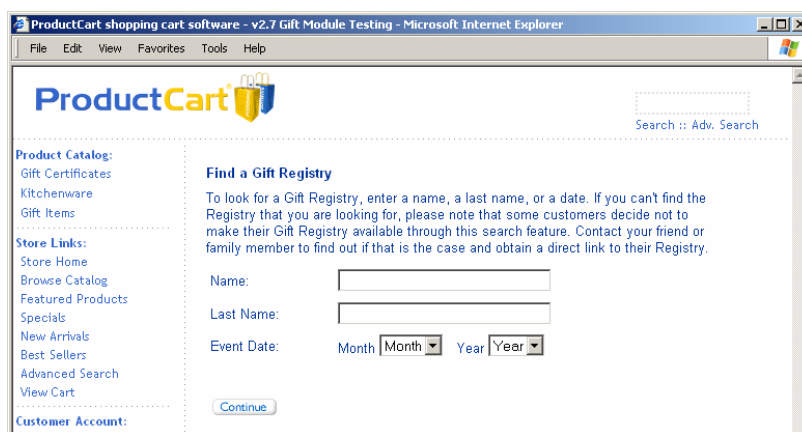 ProductCart shopping cart software - v2.7 Gift Module Testing - Microsoft Internet Explorer
File Edit View Favorites Tools Help
ProductCart
Search :: Adv. Search
Product Catalog:
Gift Certificates
Kitchenware
Gift Items
Store Links:
Store Home
Browse Catalog
Featured Products
Specials
New Arrivals
Best Sellers
Advanced Search
View Cart
Customer Account:
Find a Gift Registry
To look for a Gift Registry, enter a name, a last name, or a date. If you can't find the
Registry that you are looking for, please note that some customers decide not to
make their Gift Registry available through this search feature. Contact your friend or
family member to find out if that is the case and obtain a direct link to their Registry.
Name:
Last Name:
Event Date: Month Month Year Year
Continue